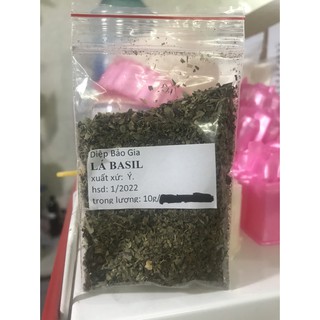 Diệp Bảo Gia
LÁ BASIL
xuất xứ: Ý.
hsd: 1/2022
trọng lượng: 10g/